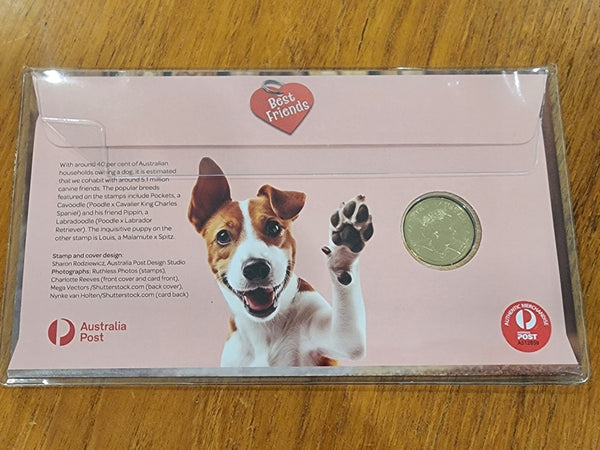 Best
Friends
With around 40 per cent of Australian
households owning a dog, it is estimated
that we cohabit with around 5.1 million
canine friends. The popular breeds
featured on the stamps include Pockets, a
Cavoodle (Poodle x Cavalier King Charles
Spaniel) and his friend Pippin, a
Labradoodle (Poodle x Labrador
Retriever). The inquisitive puppy on the
other stamp is Louis, a Malamute x Spitz.
Stamp and cover design:
Sharon Rodziewicz, Australia Post Design Studio
Photographs: Ruthless Photos (stamps),
Charlotte Reeves (front cover and card front),
Mega Vectors /Shutterstock.com (back cover),
Nynke van Holten/Shutterstock.com (card back)
Australia
Post
AUTHENTIC MERCHANDISE
POST